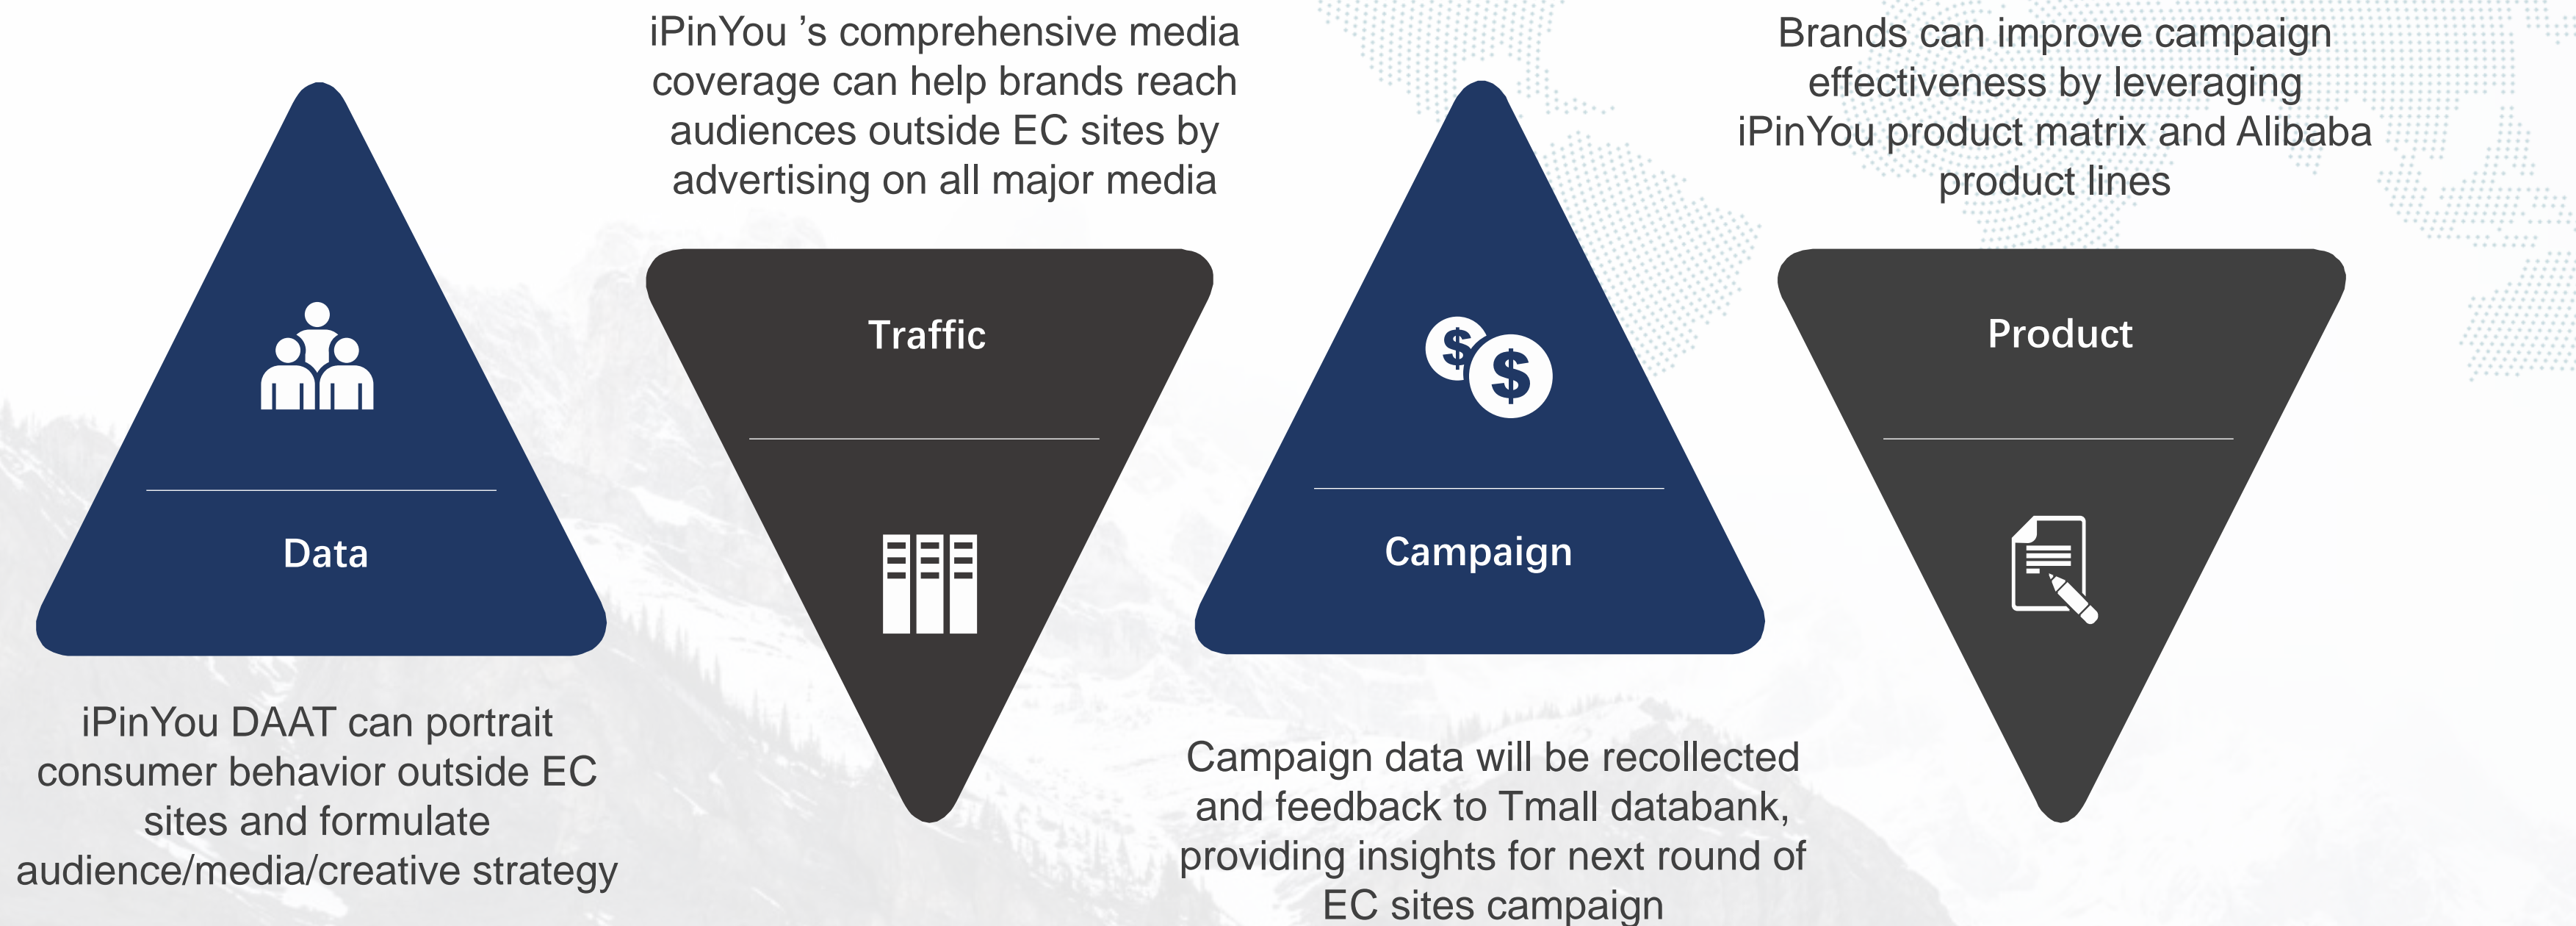 Data
iPinYou DAAT can portrait
consumer behavior outside EC
sites and formulate
audience/media/creative strategy
iPinYou 's comprehensive media
coverage can help brands reach
audiences outside EC sites by
advertising on all major media
Traffic
$
$
Campaign
Campaign data will be recollected
and feedback to Tmall databank,
providing insights for next round of
EC sites campaign
Brands can improve campaign
effectiveness by leveraging
iPinYou product matrix and Alibaba
product lines
Product